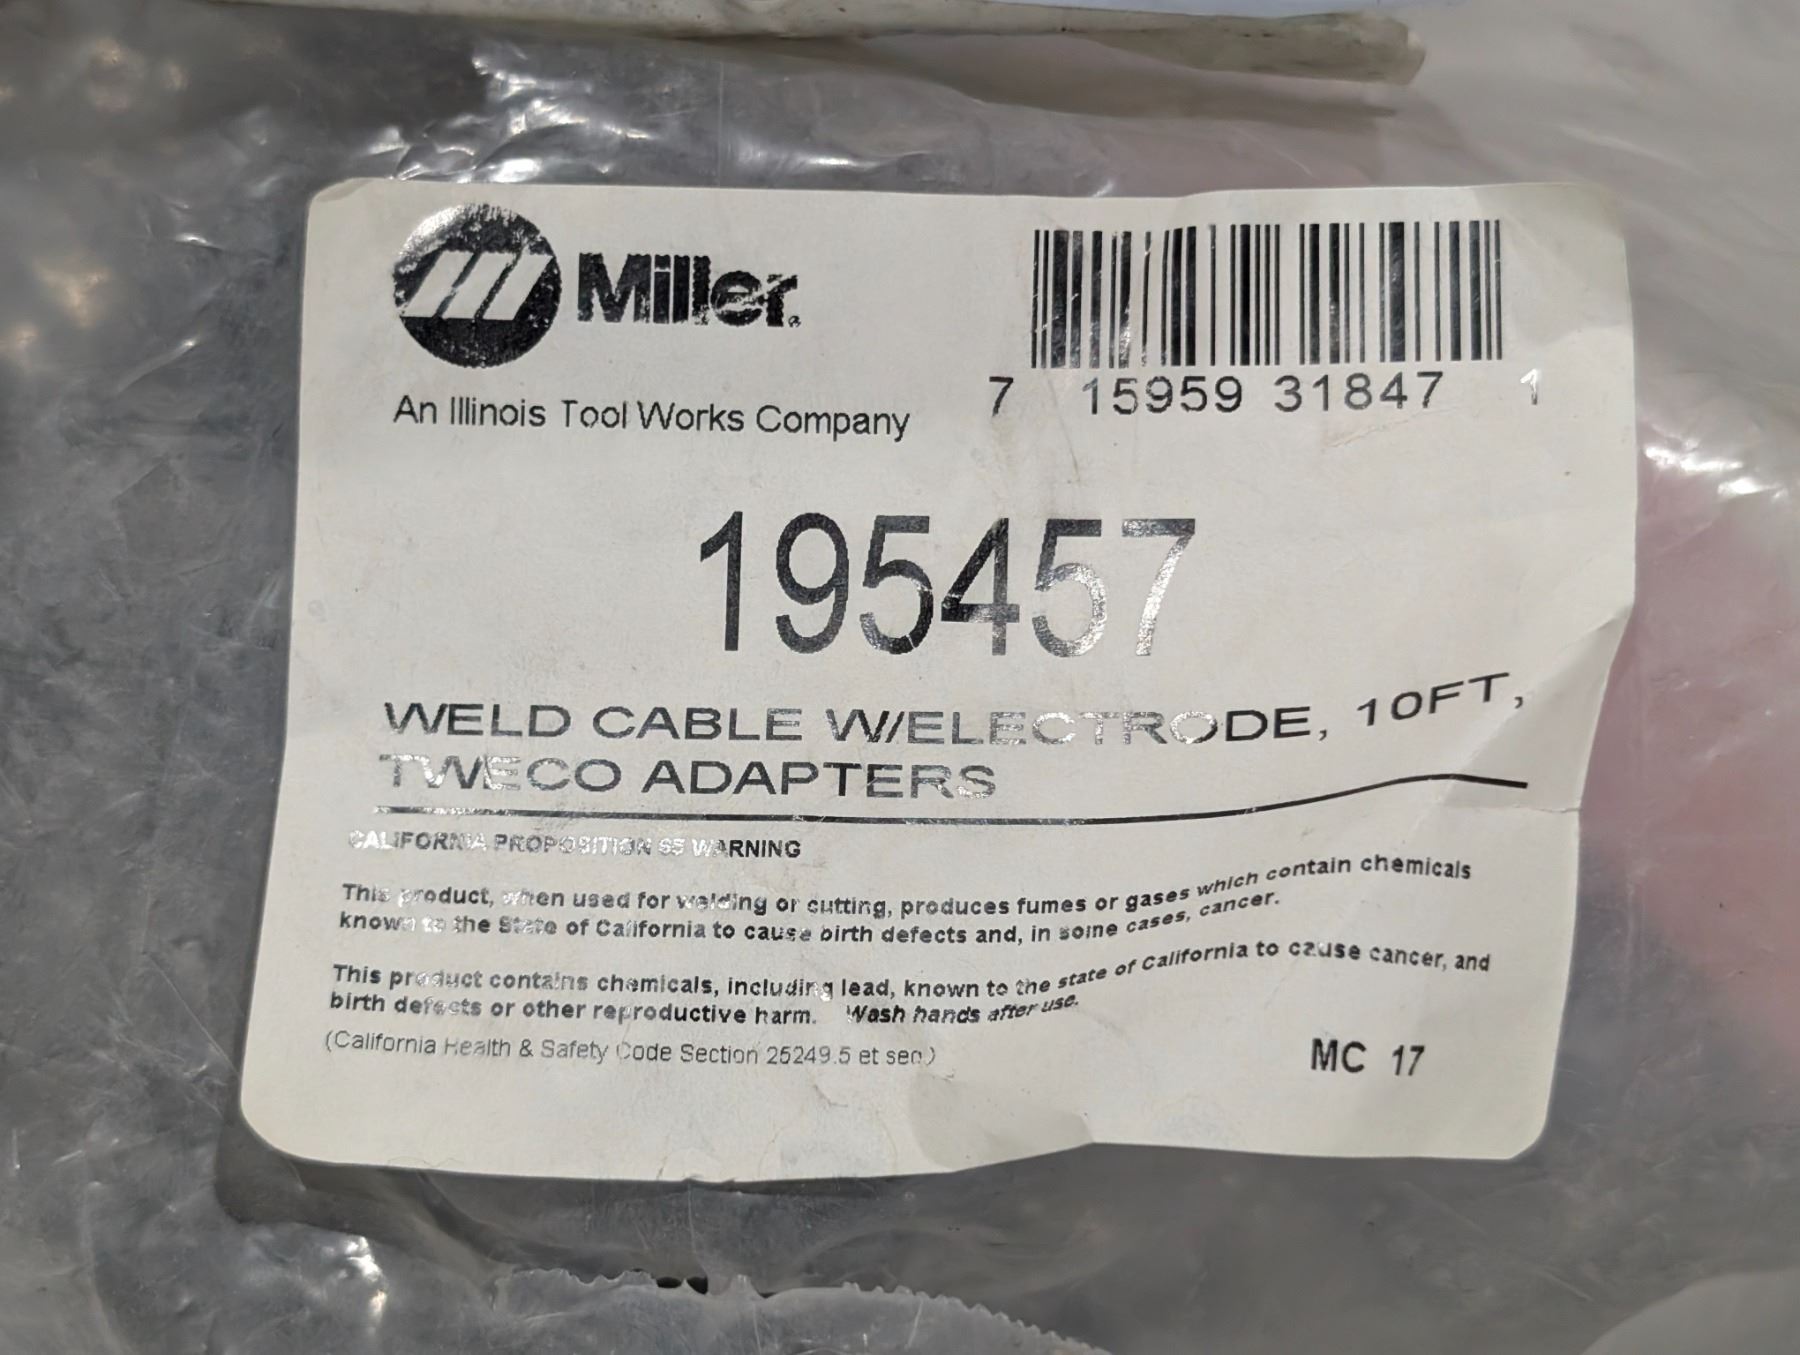 Miller®
An Illinois Tool Works Company
7 15959 31847 1
195457
WELD CABLE W/ELECTRODE, 10FT,
TWECO ADAPTERS
CALIFORNIA PROPOSITION 65 WARNING
This product, when used for welding or cutting, produces fumes or gases which contain chemicals
known to the State of California to cause birth defects and, in some cases, cancer.
This product contains chemicals, including lead, known to the state of California to cause cancer, and
birth defects or other reproductive harm. Wash hands after use.
(California Health & Safety Code Section 25249.5 et seq.)
MC 17